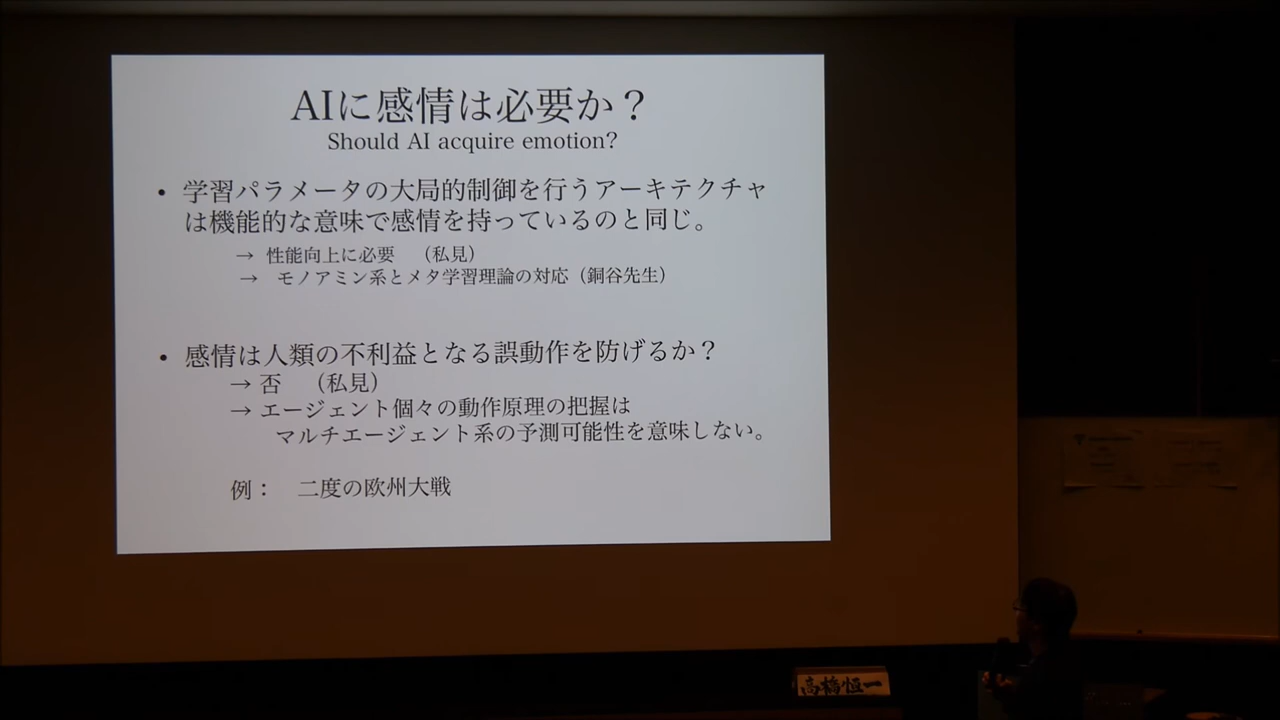 AIに感情は必要か？
Should AI acquire emotion?
• 学習パラメータの大局的制御を行うアーキテクチャ
は機能的な意味で感情を持っているのと同じ。
→ 性能向上に必要 （私見）
→ モノアミン系とメタ学習理論の対応（銅谷先生）
• 感情は人類の不利益となる誤動作を防げるか？
→ 否 （私見）
→ エージェント個々の動作原理の把握は
マルチエージェント系の予測可能性を意味しない。
例： 二度の欧州大戦
高橋恒一